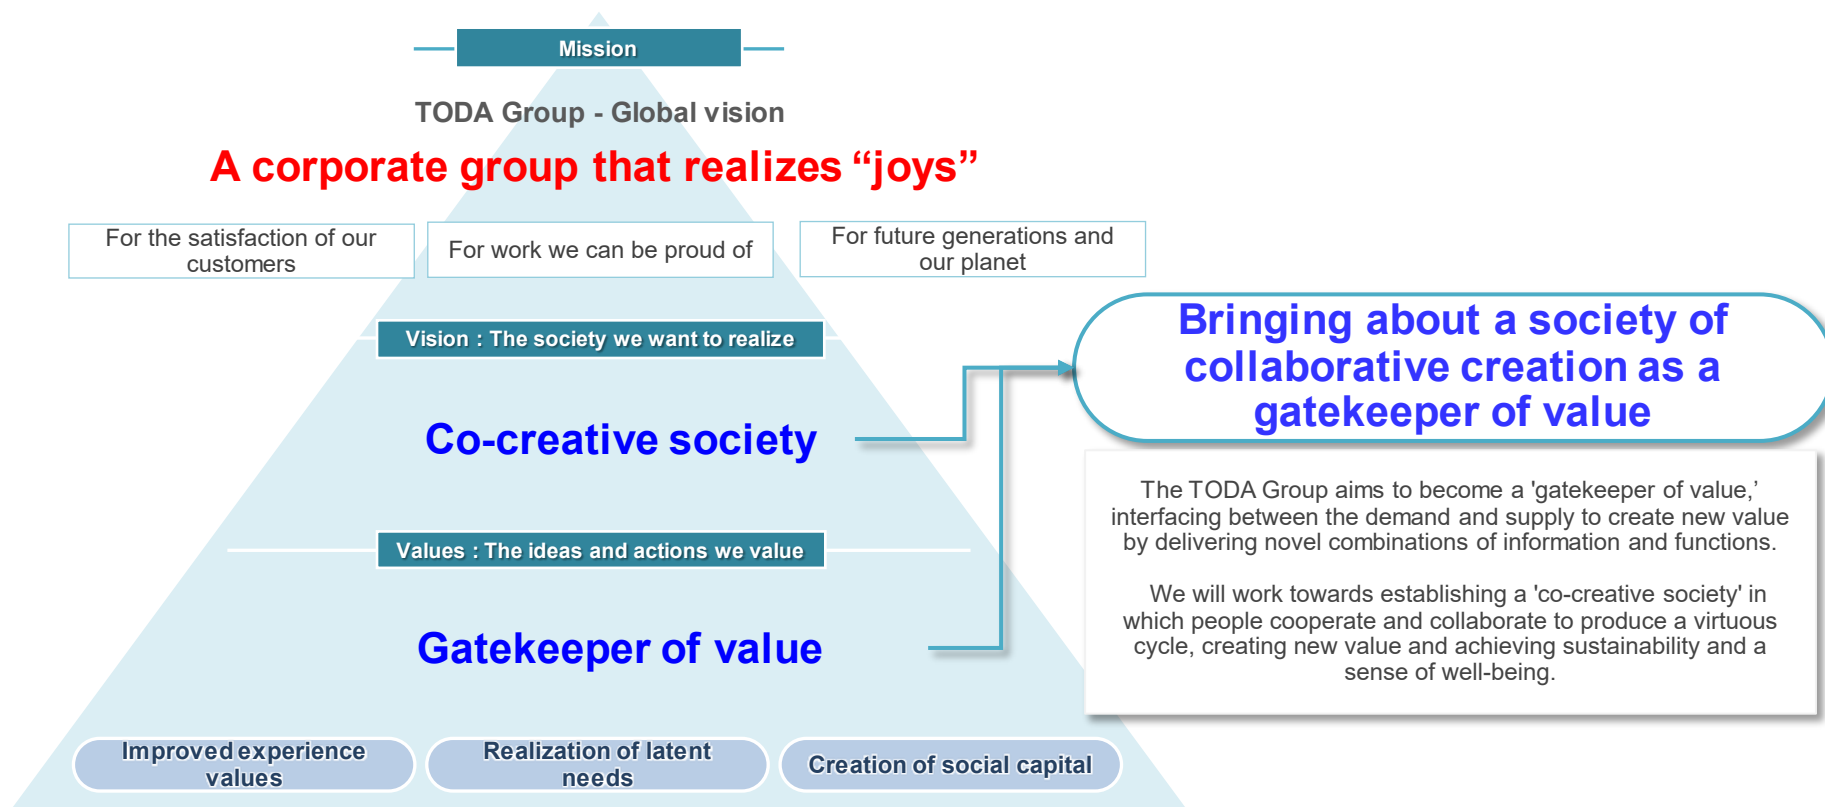 Mission
TODA Group - Global vision
A corporate group that realizes “joys”
For the satisfaction of our
customers
For work we can be proud of
For future generations and
our planet
Vision : The society we want to realize
Co-creative society
Values : The ideas and actions we value
Gatekeeper of value
Improved experience
values
Realization of latent
needs
Creation of social capital
Bringing about a society of
collaborative creation as a
gatekeeper of value
The TODA Group aims to become a 'gatekeeper of value,’
interfacing between the demand and supply to create new value
by delivering novel combinations of information and functions.
We will work towards establishing a 'co-creative society' in
which people cooperate and collaborate to produce a virtuous
cycle, creating new value and achieving sustainability and a
sense of well-being.